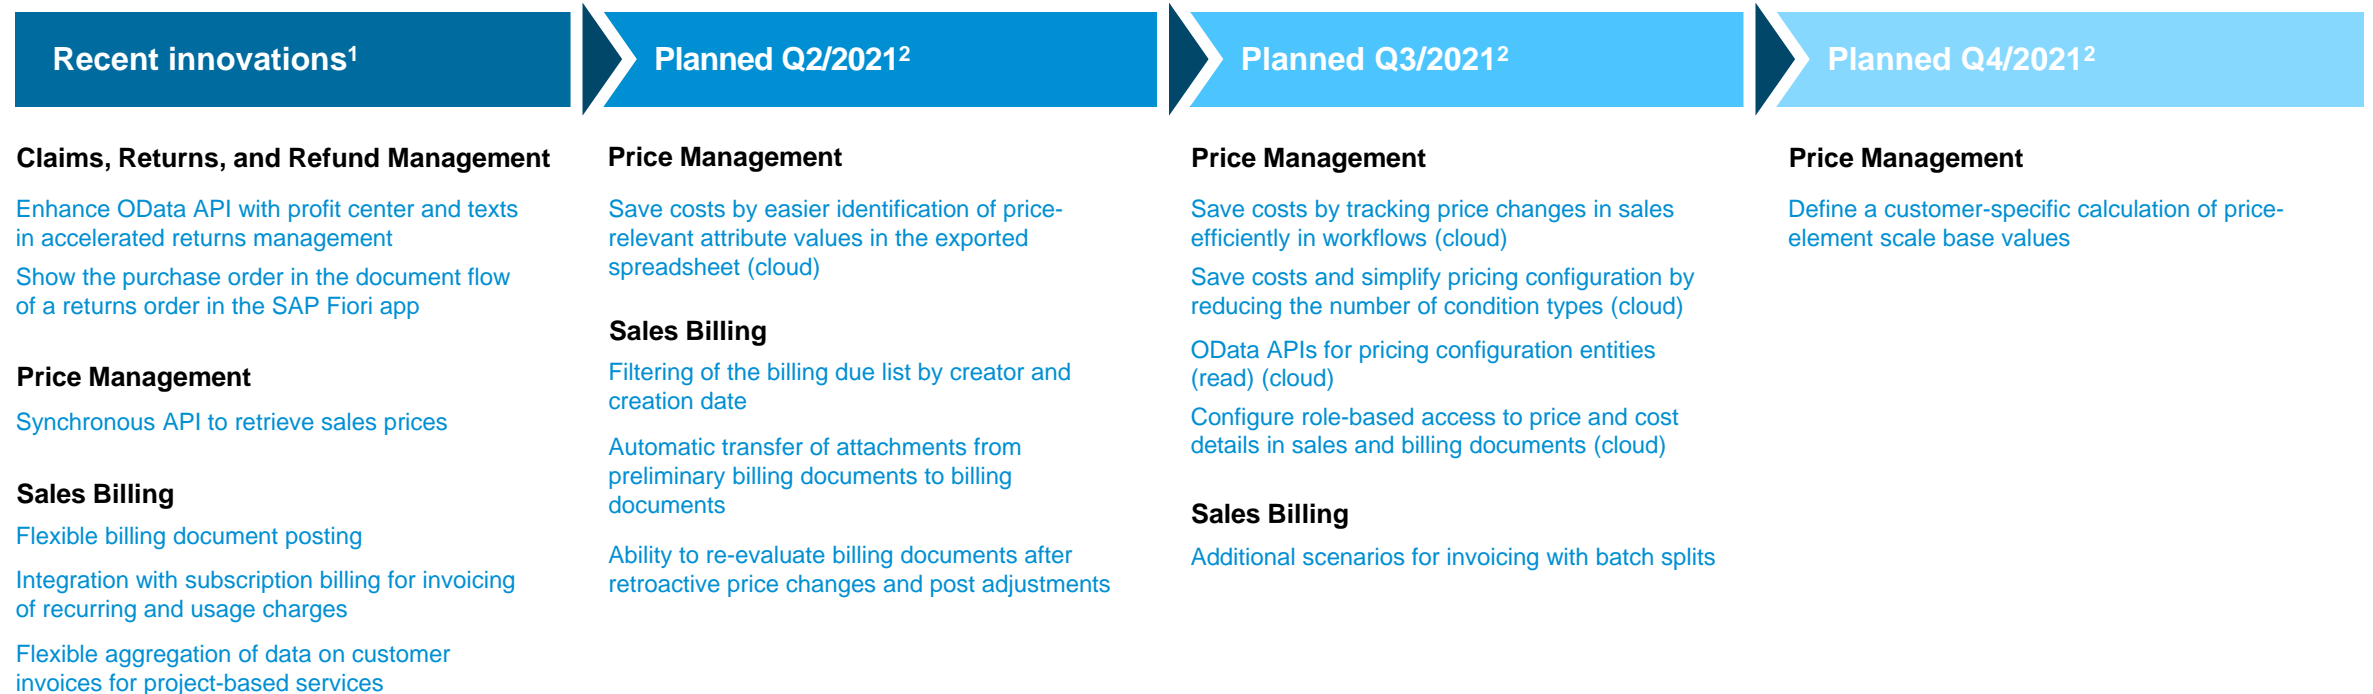 Recent innovations1
Planned Q2/20212
Planned Q3/20212
Planned Q4/20212
Claims, Returns, and Refund Management
Enhance OData API with profit center and texts
in accelerated returns management
Show the purchase order in the document flow
of a returns order in the SAP Fiori app
Price Management
Synchronous API to retrieve sales prices
Sales Billing
Flexible billing document posting
Integration with subscription billing for invoicing
of recurring and usage charges
Flexible aggregation of data on customer
invoices for project-based services
Price Management
Save costs by easier identification of price-
relevant attribute values in the exported
spreadsheet (cloud)
Sales Billing
Filtering of the billing due list by creator and
creation date
Automatic transfer of attachments from
preliminary billing documents to billing
documents
Ability to re-evaluate billing documents after
retroactive price changes and post adjustments
Price Management
Save costs by tracking price changes in sales
efficiently in workflows (cloud)
Save costs and simplify pricing configuration by
reducing the number of condition types (cloud)
OData APIs for pricing configuration entities
(read) (cloud)
Configure role-based access to price and cost
details in sales and billing documents (cloud)
Sales Billing
Additional scenarios for invoicing with batch splits
Price Management
Define a customer-specific calculation of price-
element scale base values